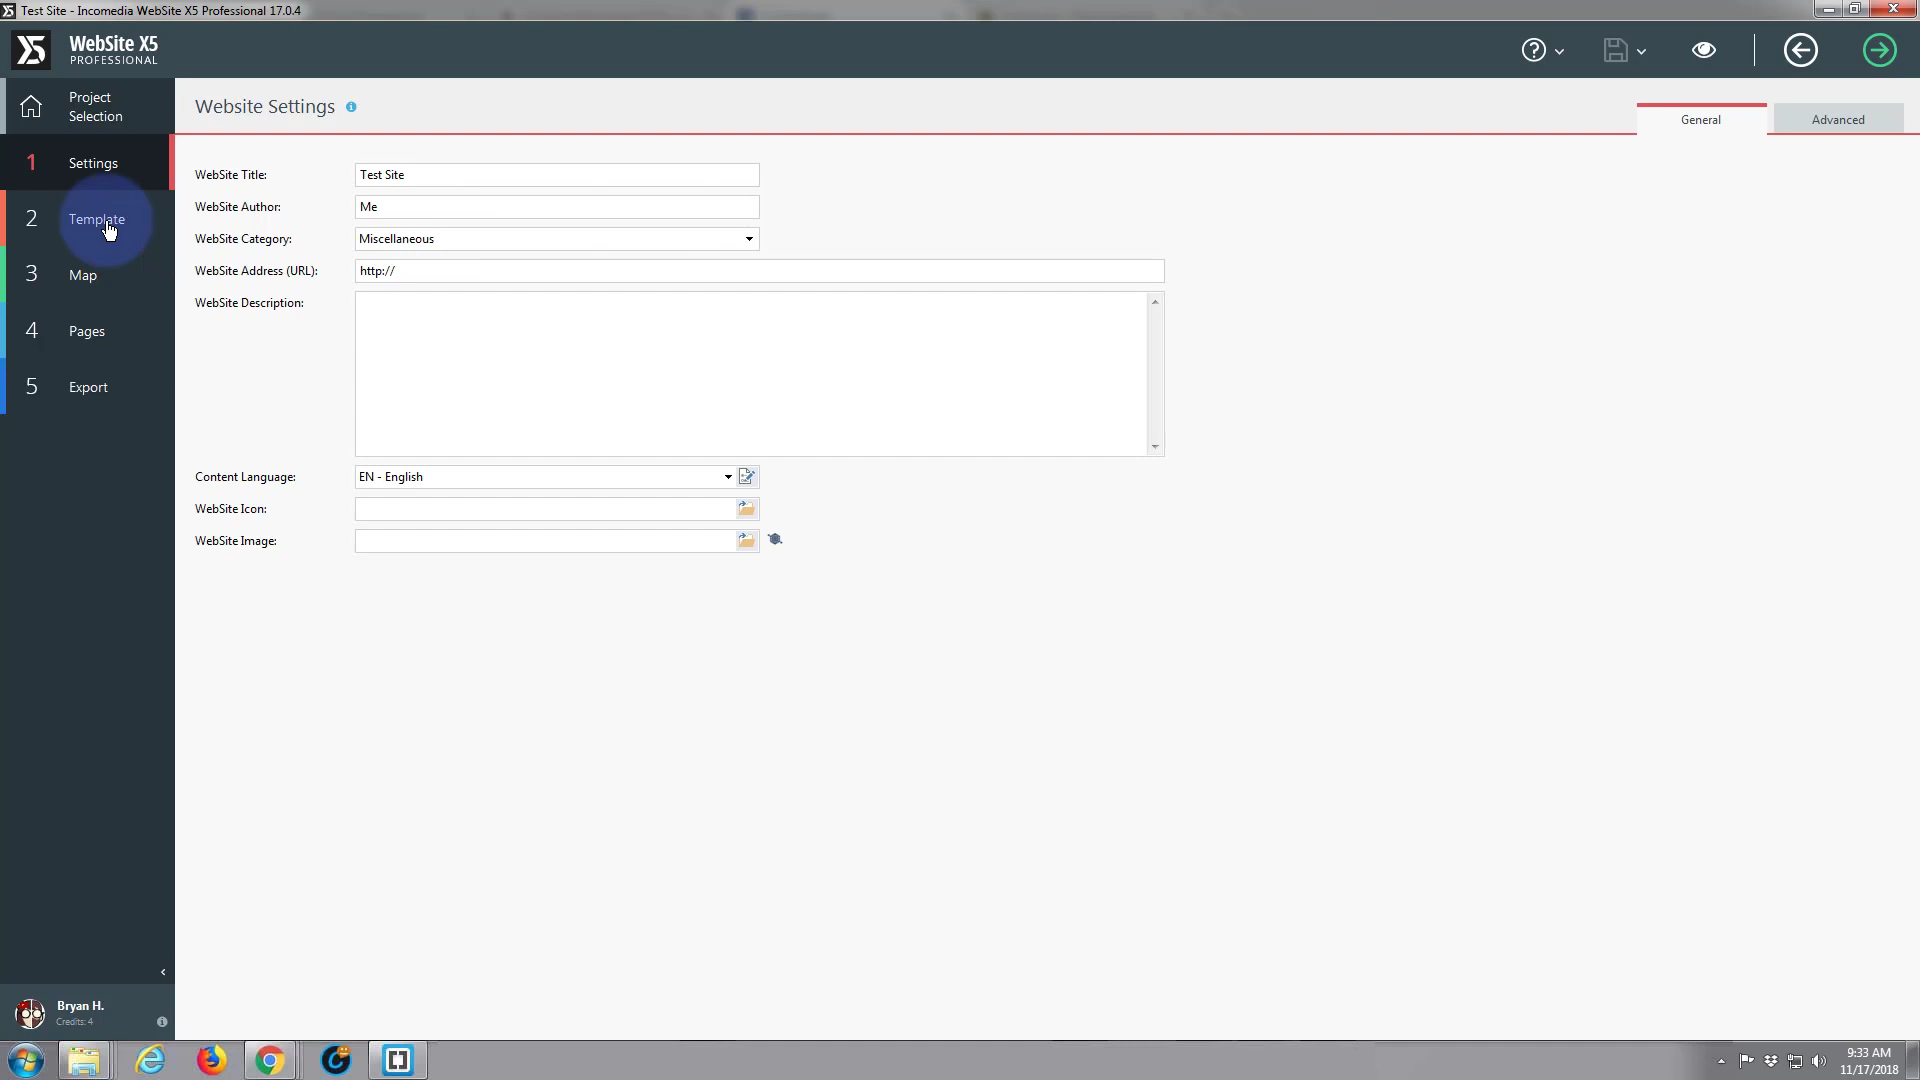 Test Site - Incomedia WebSite X5 Professional 17.0.4
WebSite X5
PROFESSIONAL
Project
Selection
Website Settings
General
Advanced
1 Settings
2 Template
3 Map
4 Pages
5 Export
WebSite Title: Test Site
WebSite Author: Me
WebSite Category: Miscellaneous
WebSite Address (URL): http://
WebSite Description:
Content Language: EN - English
WebSite Icon:
WebSite Image:
Bryan H.
Credits: 4
9:33 AM
11/17/2018